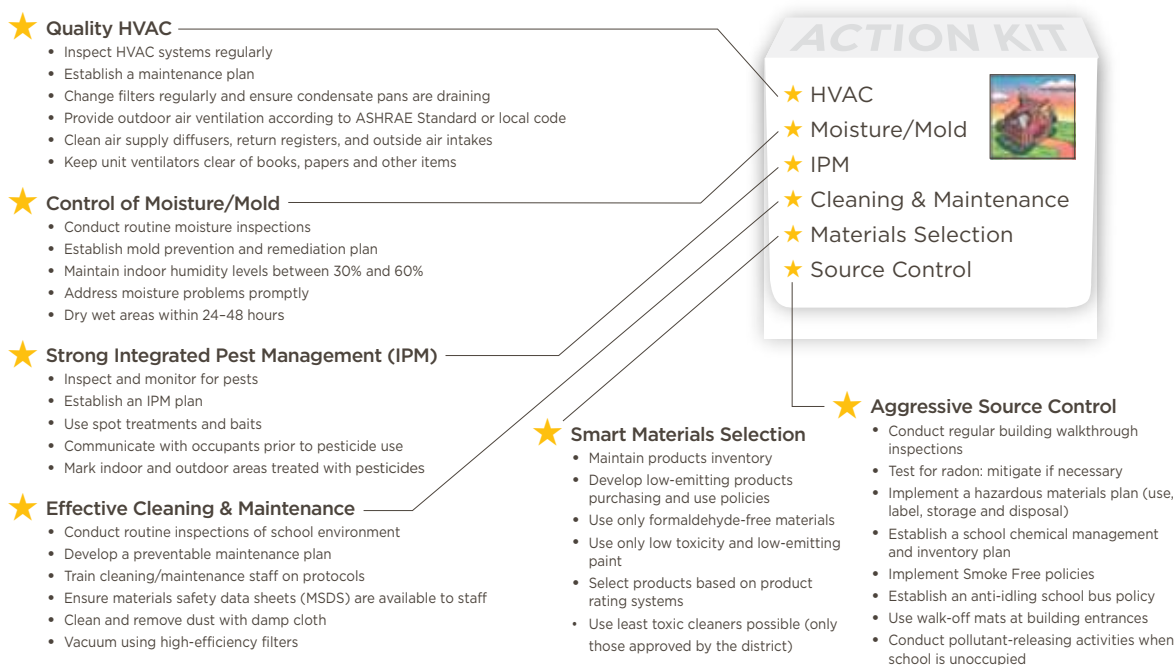 Quality HVAC
• Inspect HVAC systems regularly
• Establish a maintenance plan
• Change filters regularly and ensure condensate pans are draining
• Provide outdoor air ventilation according to ASHRAE Standard or local code
• Clean air supply diffusers, return registers, and outside air intakes
• Keep unit ventilators clear of books, papers and other items
Control of Moisture/Mold
• Conduct routine moisture inspections
• Establish mold prevention and remediation plan
• Maintain indoor humidity levels between 30% and 60%
• Address moisture problems promptly
• Dry wet areas within 24–48 hours
Strong Integrated Pest Management (IPM)
• Inspect and monitor for pests
• Establish an IPM plan
• Use spot treatments and baits
• Communicate with occupants prior to pesticide use
• Mark indoor and outdoor areas treated with pesticides
Effective Cleaning & Maintenance
• Conduct routine inspections of school environment
• Develop a preventable maintenance plan
• Train cleaning/maintenance staff on protocols
• Ensure materials safety data sheets (MSDS) are available to staff
• Clean and remove dust with damp cloth
• Vacuum using high-efficiency filters
ACTION KIT
HVAC
Moisture/Mold
IPM
Cleaning & Maintenance
Materials Selection
Source Control
Smart Materials Selection
• Maintain products inventory
• Develop low-emitting products
purchasing and use policies
• Use only formaldehyde-free materials
• Use only low toxicity and low-emitting
paint
• Select products based on product
rating systems
• Use least toxic cleaners possible (only
those approved by the district)
Aggressive Source Control
• Conduct regular building walkthrough
inspections
• Test for radon: mitigate if necessary
• Implement a hazardous materials plan (use,
label, storage and disposal)
• Establish a school chemical management
and inventory plan
• Implement Smoke Free policies
• Establish an anti-idling school bus policy
• Use walk-off mats at building entrances
• Conduct pollutant-releasing activities when
school is unoccupied